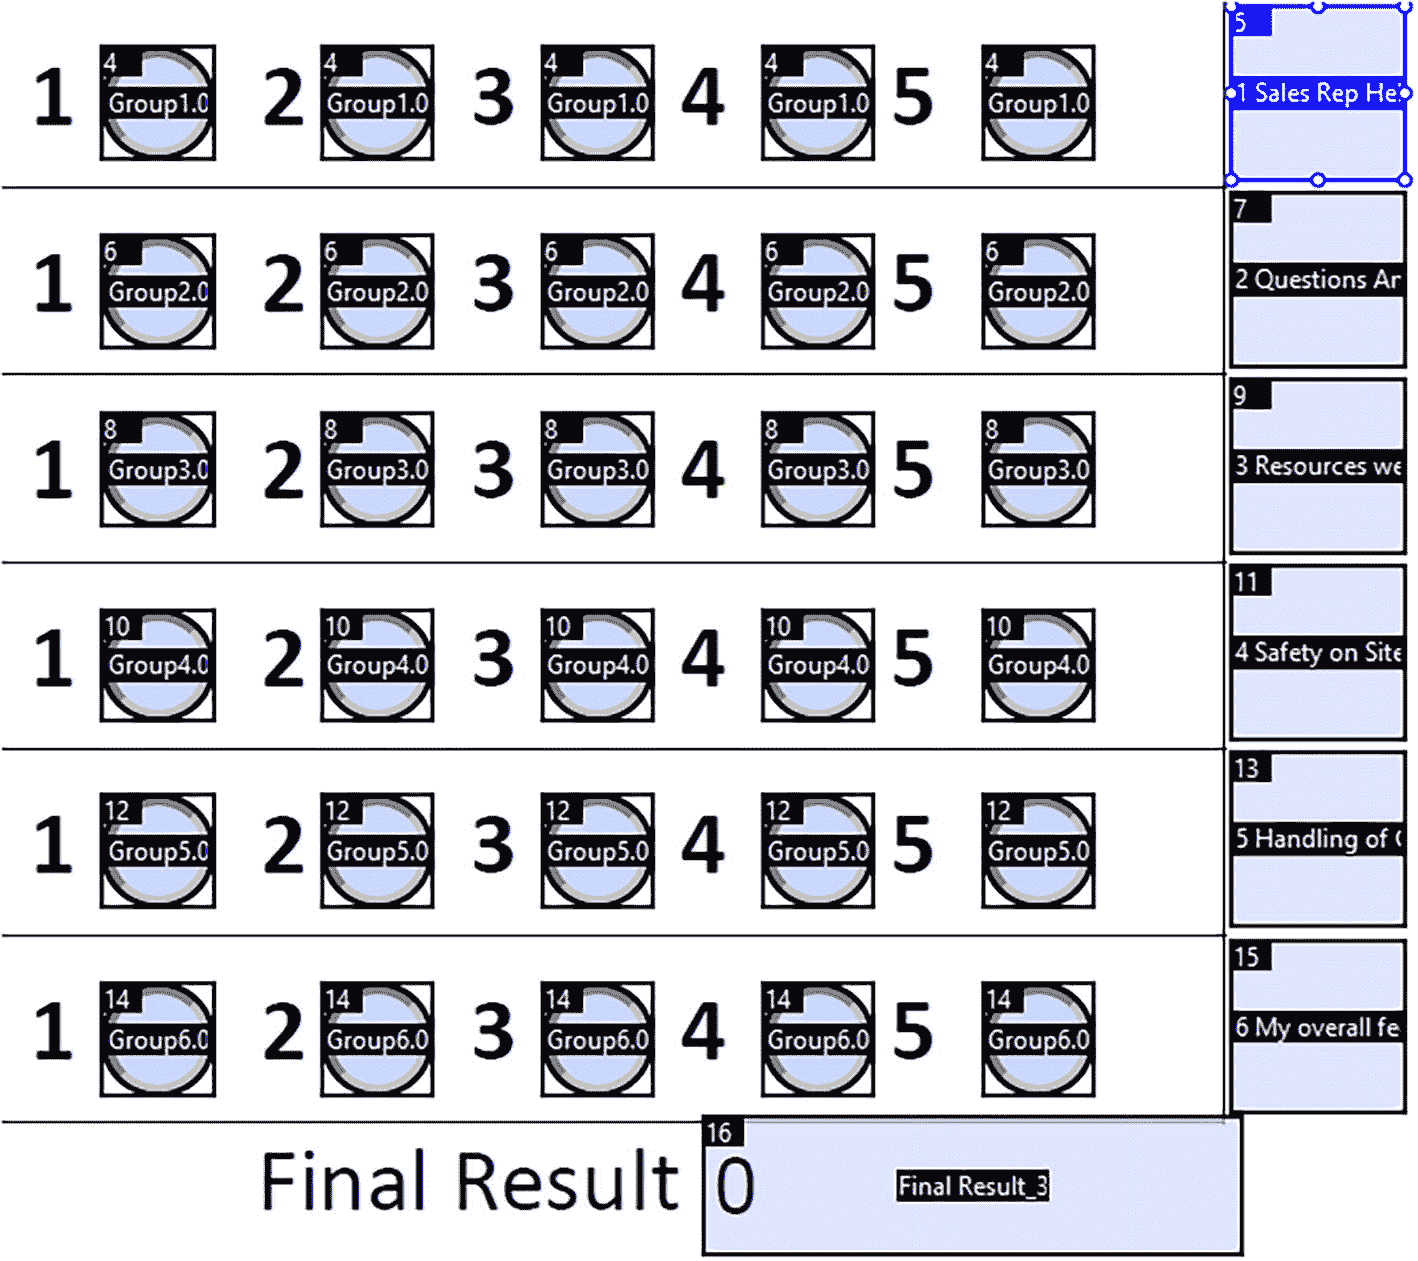 5
1 4 Group1.0 2 4 Group1.0 3 4 Group1.0 4 4 Group1.0 5 4 Group1.0 1 Sales Rep He
7
1 6 Group2.0 2 6 Group2.0 3 6 Group2.0 4 6 Group2.0 5 6 Group2.0 2 Questions Ar
9
1 8 Group3.0 2 8 Group3.0 3 8 Group3.0 4 8 Group3.0 5 8 Group3.0 3 Resources we
11
1 10 Group4.0 2 10 Group4.0 3 10 Group4.0 4 10 Group4.0 5 10 Group4.0 4 Safety on Site
13
1 12 Group5.0 2 12 Group5.0 3 12 Group5.0 4 12 Group5.0 5 12 Group5.0 5 Handling of
15
1 14 Group6.0 2 14 Group6.0 3 14 Group6.0 4 14 Group6.0 5 14 Group6.0 6 My overall fe
16
Final Result 0 Final Result_3